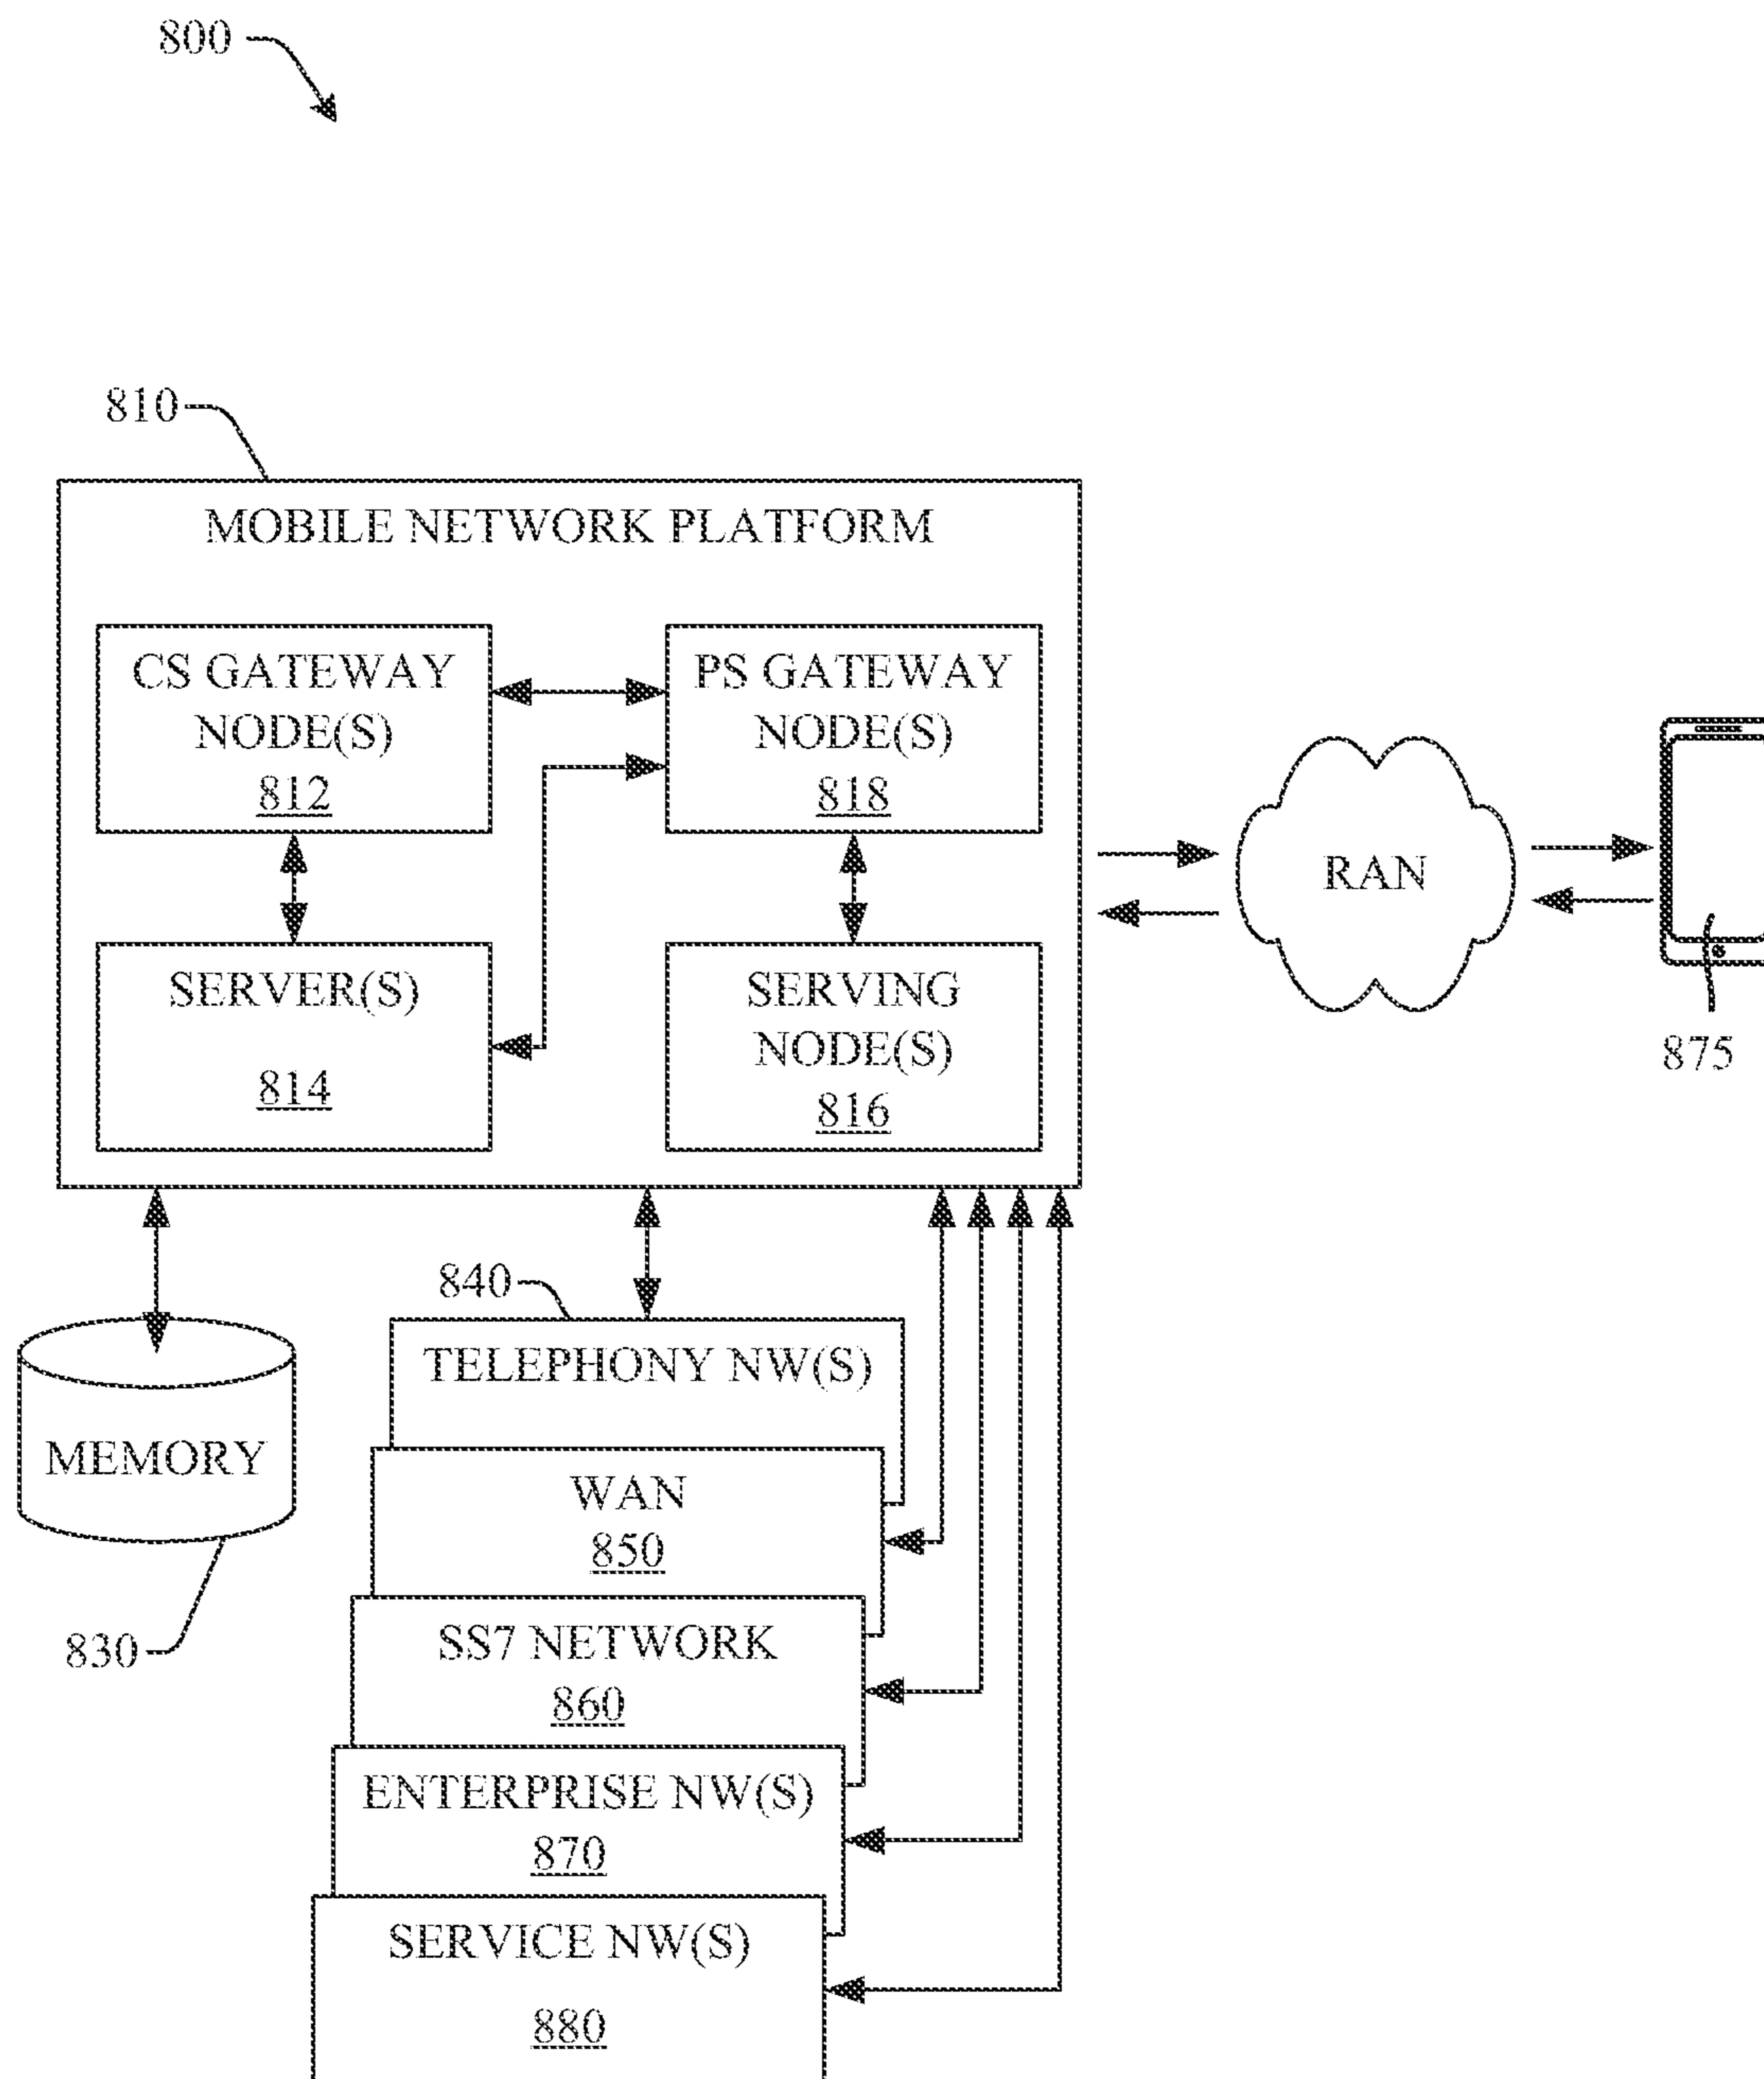 800
810
MOBILE NETWORK PLATFORM
CS GATEWAY
NODE(S)
812
PS GATEWAY
NODE(S)
818
SERVER(S)
814
SERVING
NODE(S)
816
RAN
875
840
TELEPHONY NW(S)
MEMORY
830
WAN
850
SS7 NETWORK
860
ENTERPRISE NW(S)
870
SERVICE NW(S)
880